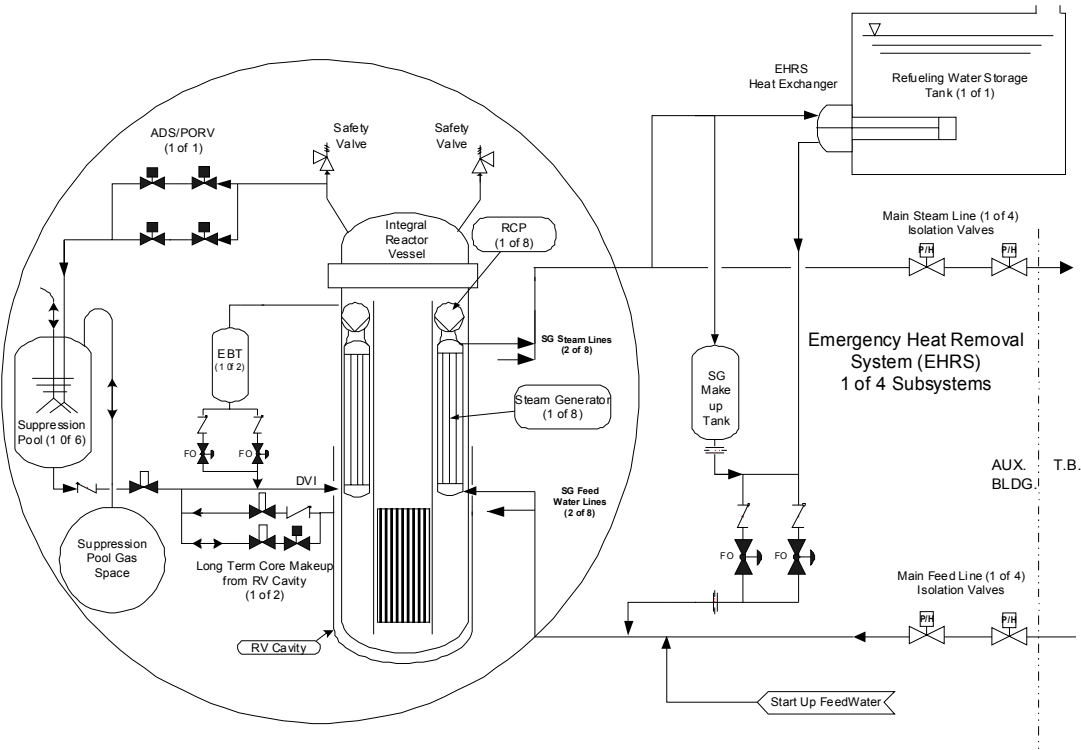 EHRS
Heat Exchanger
Refueling Water Storage
Tank (1 of 1)
ADS/PORV
(1 of 1)
Safety
Valve
Safety
Valve
Integral
Reactor
Vessel
RCP
(1 of 8)
Main Steam Line (1 of 4)
Isolation Valves
P/H
P/H
SG Steam Lines
(2 of 8)
EBT
(1 0f 2)
Emergency Heat Removal
System (EHRS)
1 of 4 Subsystems
SG
Make
up
Tank
Steam Generator
(1 of 8)
Suppression
Pool (1 0f 6)
FO
FO
DVI
AUX.
BLDG.
T.B.
SG Feed
Water Lines
(2 of 8)
Suppression
Pool Gas
Space
Long Term Core Makeup
from RV Cavity
(1 of 2)
FO
FO
Main Feed Line (1 of 4)
Isolation Valves
P/H
P/H
RV Cavity
Start Up FeedWater